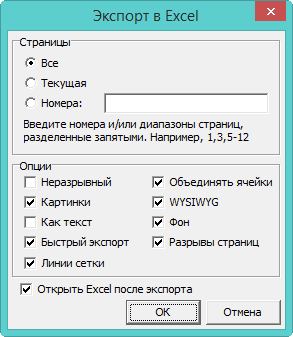 Экспорт в Excel
Страницы
Все
Текущая
Номера:
Введите номера и/или диапазоны страниц,
разделенные запятыми. Например, 1,3,5-12
Опции
Неразрывный
Объединять ячейки
Картинки
WYSIWYG
Как текст
Фон
Быстрый экспорт
Разрывы страниц
Линии сетки
Открыть Excel после экспорта
ОК
Отмена